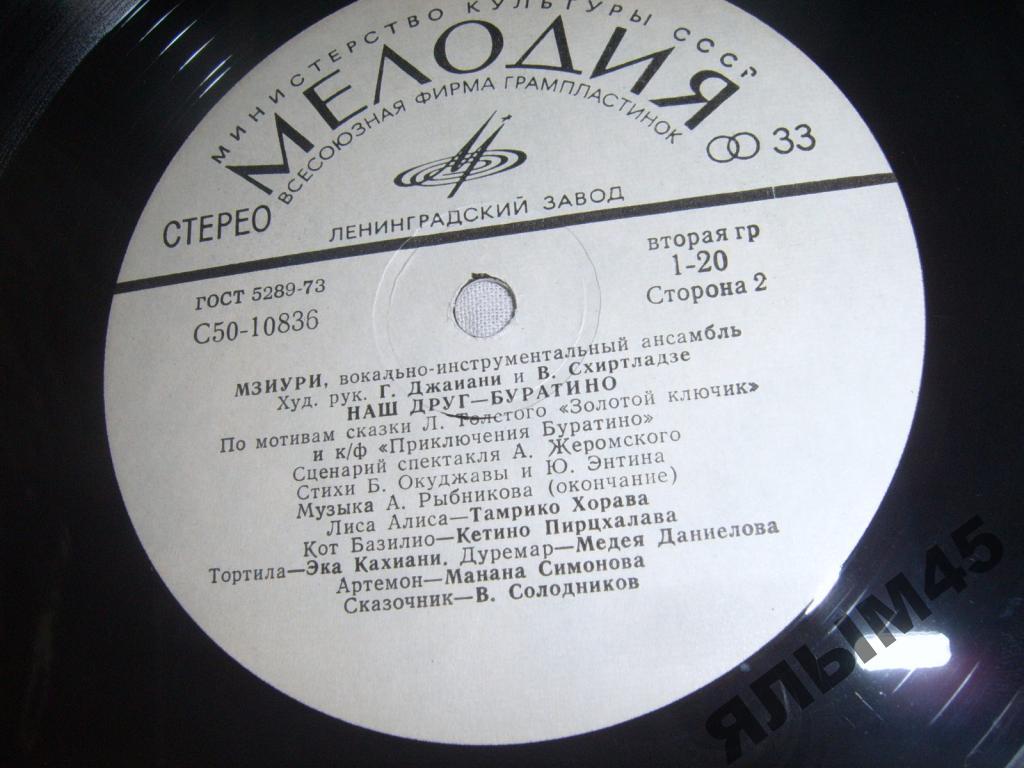 МИНИСТЕРСТВО КУЛЬТУРЫ СССР
МЕЛОДИЯ
ВСЕСОЮЗНАЯ ФИРМА ГРАМПЛАСТИНОК
33
СТЕРЕО
ЛЕНИНГРАДСКИЙ ЗАВОД
ГОСТ 5289-73
С50-10836
вторая гр
1-20
Сторона 2
МЗИУРИ, вокально-инструментальный ансамбль
Худ. рук. Г. Джаиани и В. Схиртладзе
НАШ ДРУГ—БУРАТИНО
По мотивам сказки Л. Толстого «Золотой ключик»
и к/ф «Приключения Буратино»
Сценарий спектакля А. Жеромского
Стихи Б. Окуджавы и Ю. Энтина
Музыка А. Рыбникова (окончание)
Лиса Алиса—Тамрико Хорава
Кот Базилио—Кетино Пирцхалава
Тортила—Эка Кахиани. Дуремар—Медея Даниелова
Артемон—Манана Симонова
Сказочник—В. Солодников
ЯЛЫМ45